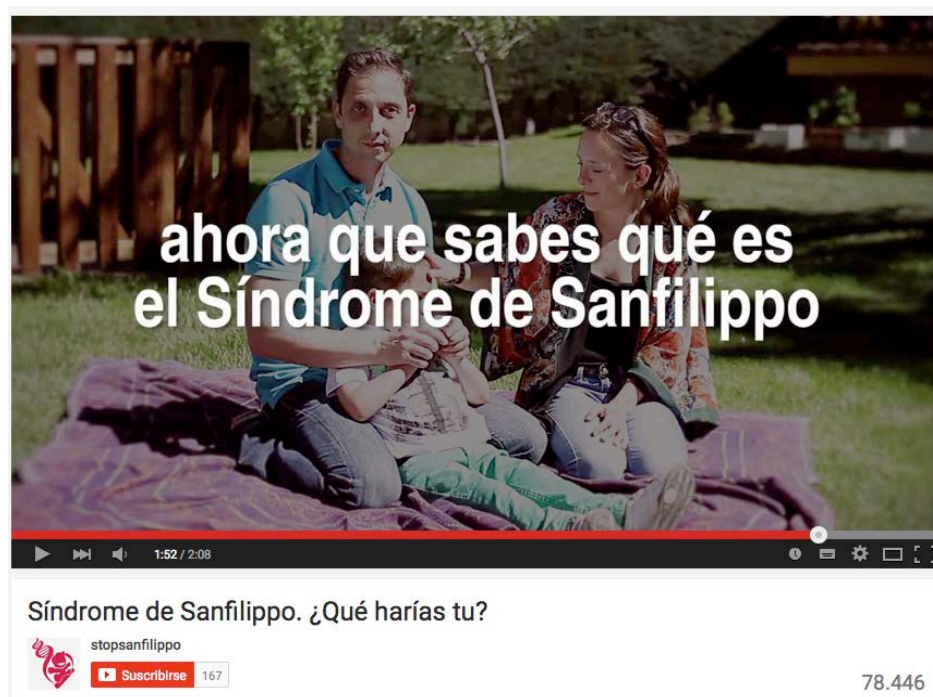 ahora que sabes qué es
el Síndrome de Sanfilippo
1:52 / 2:08
Síndrome de Sanfilippo. ¿Qué harías tu?
stopsanfilippo
Suscribirse 167
78.446